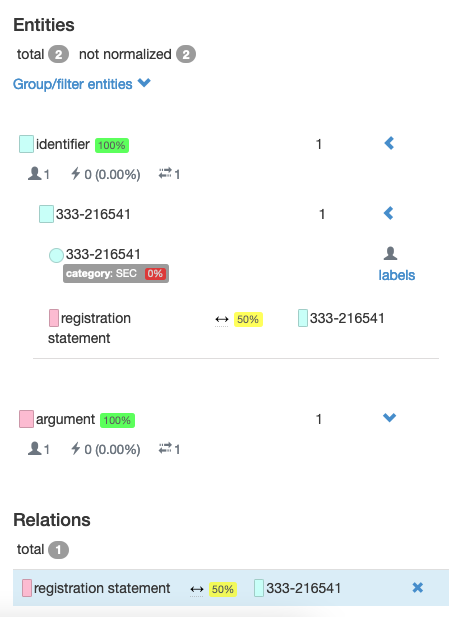 Entities
total 2 not normalized 2
Group/filter entities
identifier 100% 1
1 0 (0.00%) 1
333-216541 1
333-216541
category: SEC 0%
labels
registration statement ↔ 50% 333-216541
argument 100% 1
1 0 (0.00%) 1
Relations
total 1
registration statement ↔ 50% 333-216541